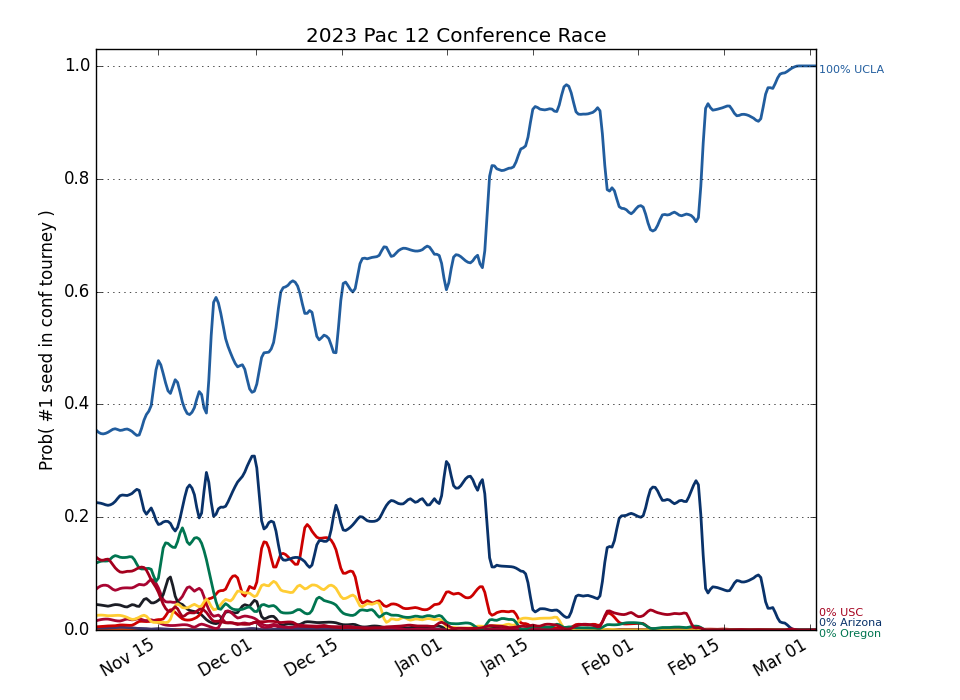 2023 Pac 12 Conference Race
Prob( #1 seed in conf tourney )
1.0
0.8
0.6
0.4
0.2
0.0
Nov 15
Dec 01
Dec 15
Jan 01
Jan 15
Feb 01
Feb 15
Mar 01
100% UCLA
0% USC
0% Arizona
0% Oregon